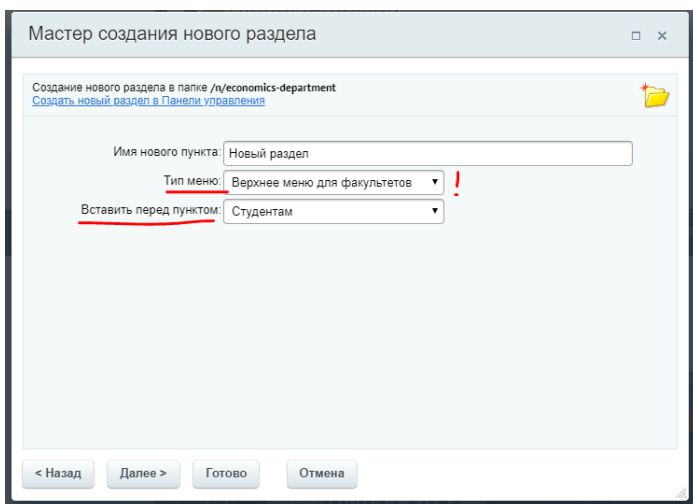 Мастер создания нового раздела
Создание нового раздела в папке /n/economics-department
Создать новый раздел в Панели управления
Имя нового пункта: Новый раздел
Тип меню: Верхнее меню для факультетов !
Вставить перед пунктом: Студентам
< Назад Далее > Готово Отмена